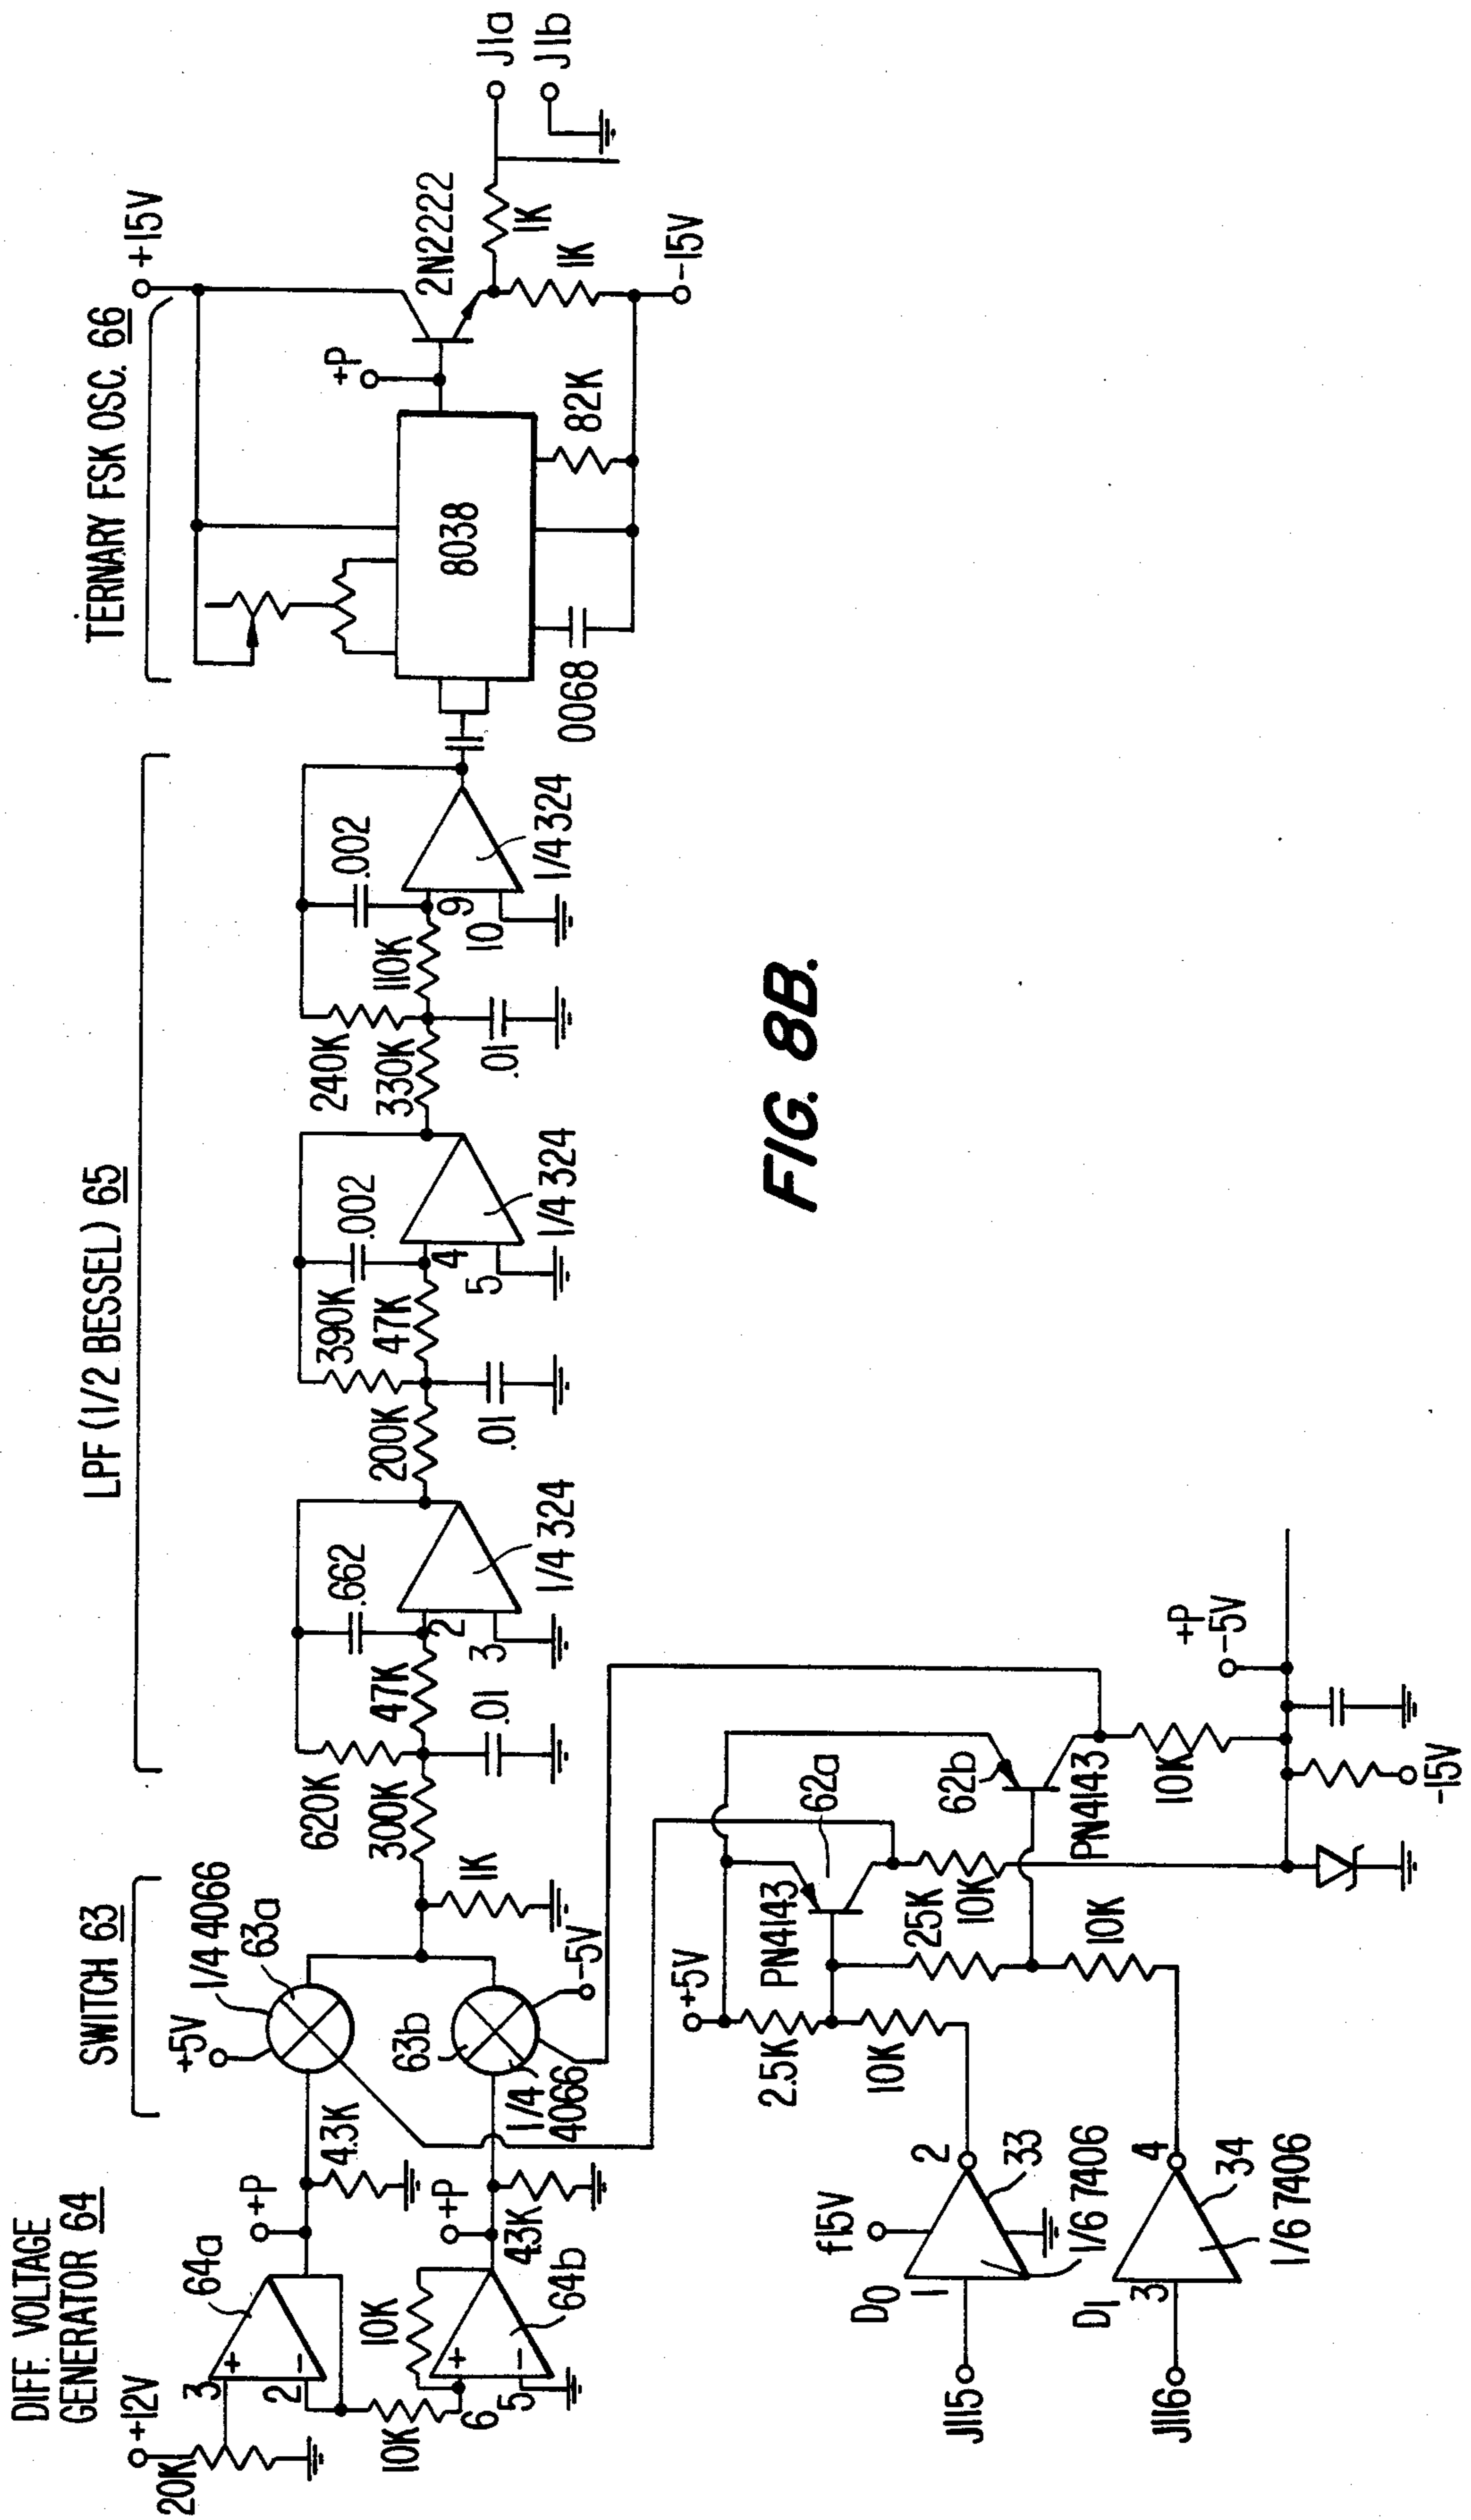 DIFF. VOLTAGE
GENERATOR 64
SWITCH 63
LPF (1/2 BESSEL) 65
TERNARY FSK OSC. 66
+12V
20K
3
2
+
-
64a
+P
4.3K
+5V
1/4 4066
63a
10K
6
5
10K
+
-
64b
+P
43K
63b
1/4
4066
-5V
1K
300K
620K
47K
.01
.662
2
3
1/4 324
200K
390K
47K
.01
.002
4
5
1/4 324
330K
240K
110K
.01
.002
9
10
1/4 324
8038
0068
82K
+P
+15V
2N2222
1K
1K
-15V
J1a
J1b
J115
D0
1
f15V
2
33
1/6 7406
J116
D1
3
4
34
1/6 7406
+5V
2.5K
10K
PN4143
62a
25K
10K
10K
62b
PN4143
10K
+P
-5V
-15V
FIG. 8B.